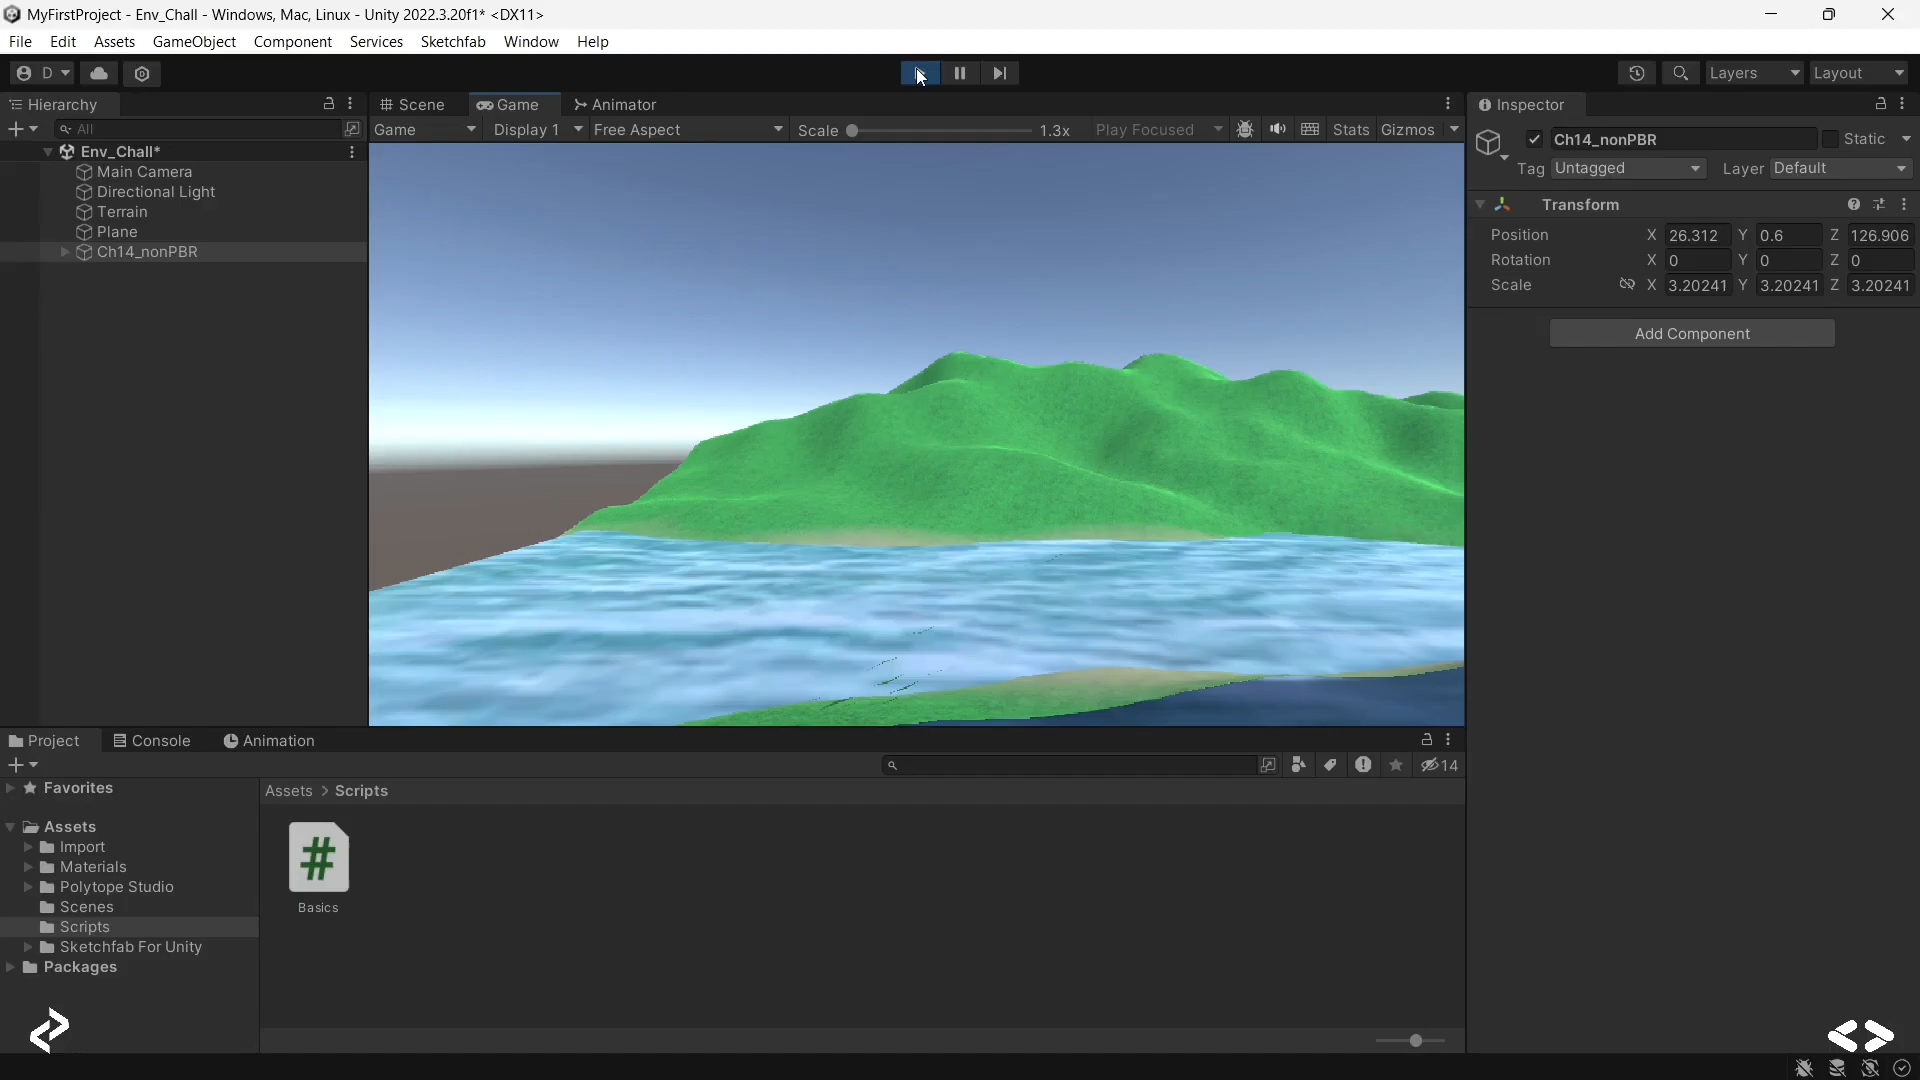 MyFirstProject - Env_Chall - Windows, Mac, Linux - Unity 2022.3.20f1* <DX11>
File Edit Assets GameObject Component Services Sketchfab Window Help
D Layers Layout
Hierarchy Scene Game Animator Inspector
All Game Display 1 Free Aspect Scale 1.3x Play Focused Stats Gizmos
Ch14_nonPBR Static
Tag Untagged Layer Default
Env_Chall*
Main Camera
Directional Light
Terrain
Plane
Ch14_nonPBR
Transform
Position X 26.312 Y 0.6 Z 126.906
Rotation X 0 Y 0 Z 0
Scale X 3.20241 Y 3.20241 Z 3.20241
Add Component
Project Console Animation
14
Favorites
Assets > Scripts
Assets
Import
Materials
Polytope Studio
Scenes
Scripts
Sketchfab For Unity
Packages
#
Basics